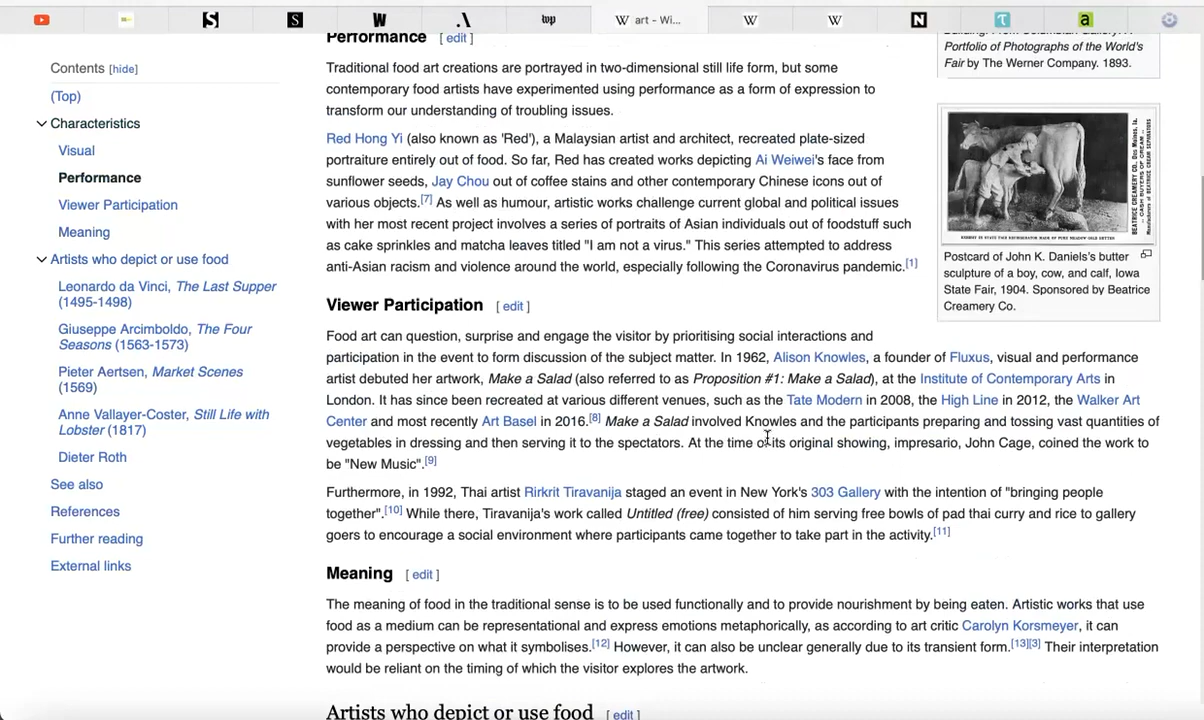 art - Wi...
Contents [hide]
(Top)
Characteristics
Visual
Performance
Viewer Participation
Meaning
Artists who depict or use food
Leonardo da Vinci, The Last Supper
(1495-1498)
Giuseppe Arcimboldo, The Four
Seasons (1563-1573)
Pieter Aertsen, Market Scenes
(1569)
Anne Vallayer-Coster, Still Life with
Lobster (1817)
Dieter Roth
See also
References
Further reading
External links
Performance [ edit ]
Traditional food art creations are portrayed in two-dimensional still life form, but some
contemporary food artists have experimented using performance as a form of expression to
transform our understanding of troubling issues.
Red Hong Yi (also known as 'Red'), a Malaysian artist and architect, recreated plate-sized
portraiture entirely out of food. So far, Red has created works depicting Ai Weiwei's face from
sunflower seeds, Jay Chou out of coffee stains and other contemporary Chinese icons out of
various objects.[7] As well as humour, artistic works challenge current global and political issues
with her most recent project involves a series of portraits of Asian individuals out of foodstuff such
as cake sprinkles and matcha leaves titled "I am not a virus." This series attempted to address
anti-Asian racism and violence around the world, especially following the Coronavirus pandemic.[1]
Viewer Participation [ edit ]
Food art can question, surprise and engage the visitor by prioritising social interactions and
participation in the event to form discussion of the subject matter. In 1962, Alison Knowles, a founder of Fluxus, visual and performance
artist debuted her artwork, Make a Salad (also referred to as Proposition #1: Make a Salad), at the Institute of Contemporary Arts in
London. It has since been recreated at various different venues, such as the Tate Modern in 2008, the High Line in 2012, the Walker Art
Center and most recently Art Basel in 2016.[8] Make a Salad involved Knowles and the participants preparing and tossing vast quantities of
vegetables in dressing and then serving it to the spectators. At the time of its original showing, impresario, John Cage, coined the work to
be "New Music".[9]
Furthermore, in 1992, Thai artist Rirkrit Tiravanija staged an event in New York's 303 Gallery with the intention of "bringing people
together".[10] While there, Tiravanija's work called Untitled (free) consisted of him serving free bowls of pad thai curry and rice to gallery
goers to encourage a social environment where participants came together to take part in the activity.[11]
Meaning [ edit ]
The meaning of food in the traditional sense is to be used functionally and to provide nourishment by being eaten. Artistic works that use
food as a medium can be representational and express emotions metaphorically, as according to art critic Carolyn Korsmeyer, it can
provide a perspective on what it symbolises.[12] However, it can also be unclear generally due to its transient form.[13][3] Their interpretation
would be reliant on the timing of which the visitor explores the artwork.
Artists who depict or use food [ edit ]
Portfolio of Photographs of the World's
Fair by The Werner Company. 1893.
BEATRICE CREAMERY CO., Des Moines, Ia.
CASH BUYERS OF CREAM
Manufacturers of BEATRICE CREAM SEPARATORS
Postcard of John K. Daniels's butter
sculpture of a boy, cow, and calf, Iowa
State Fair, 1904. Sponsored by Beatrice
Creamery Co.